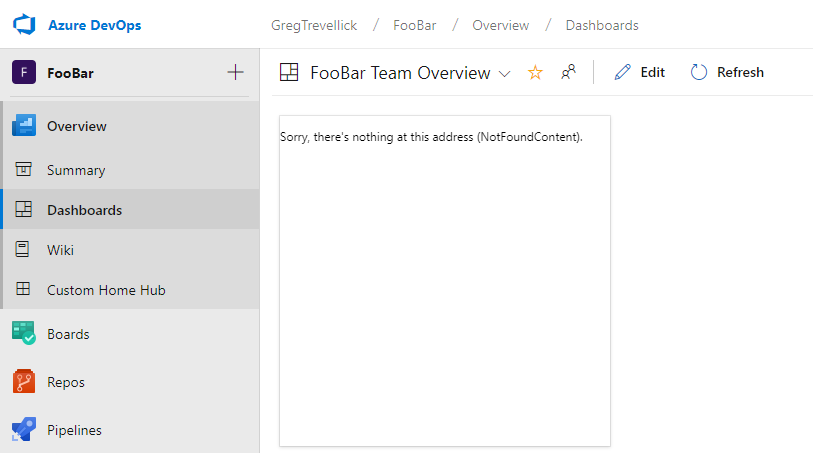 Azure DevOps
GregTrevellick / FooBar / Overview / Dashboards
F FooBar
FooBar Team Overview Edit Refresh
Overview
Summary
Dashboards
Wiki
Custom Home Hub
Boards
Repos
Pipelines
Sorry, there's nothing at this address (NotFoundContent).